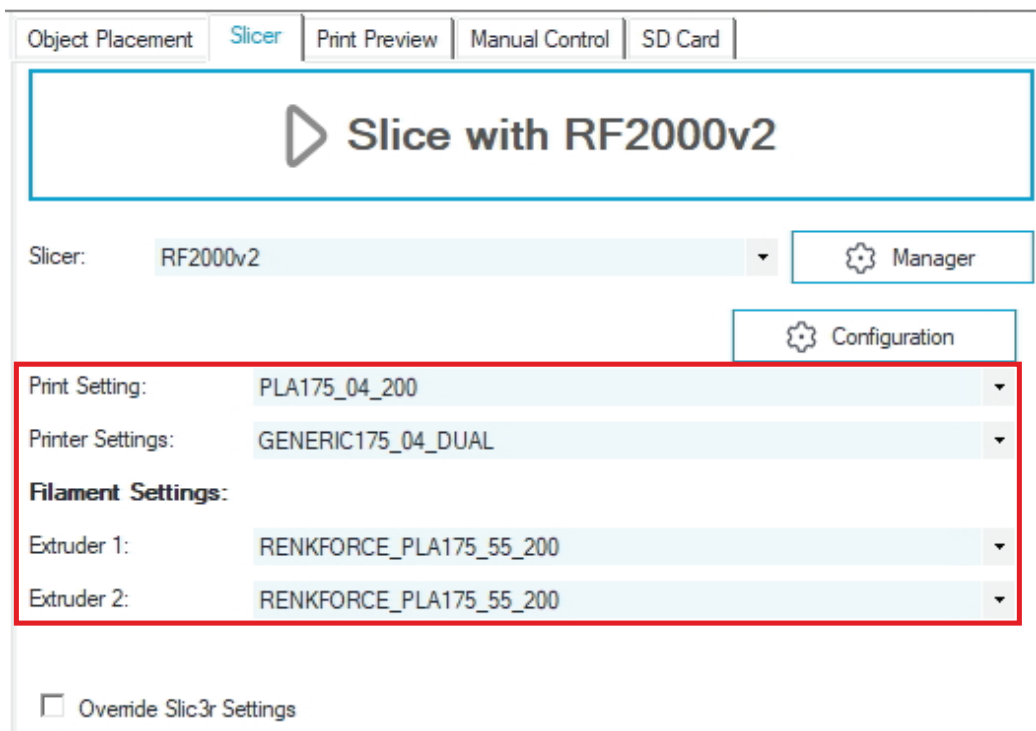 Object Placement Slicer Print Preview Manual Control SD Card
Slice with RF2000v2
Slicer: RF2000v2 Manager
Configuration
Print Setting: PLA175_04_200
Printer Settings: GENERIC175_04_DUAL
Filament Settings:
Extruder 1: RENKFORCE_PLA175_55_200
Extruder 2: RENKFORCE_PLA175_55_200
Override Slic3r Settings